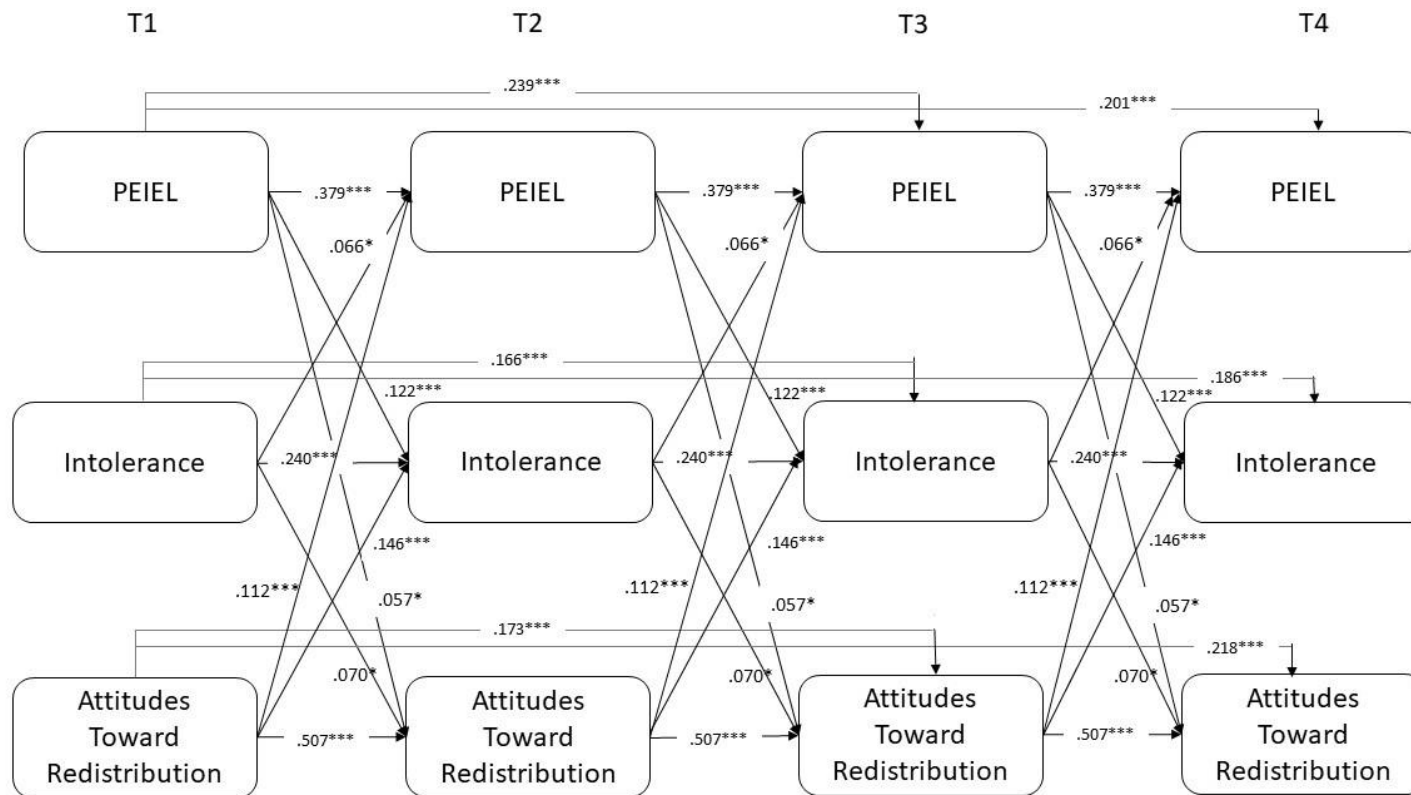 T1 T2 T3 T4
.239***
.201***
PEIEL .379*** PEIEL .379*** PEIEL .379*** PEIEL
.066* .066* .066*
.166***
.186***
.122*** .122*** .122***
Intolerance .240*** Intolerance .240*** Intolerance .240*** Intolerance
.146*** .146*** .146***
.112*** .057* .112*** .057* .112*** .057*
.173***
.218***
.070* .070* .070*
Attitudes Attitudes Attitudes Attitudes
Toward .507*** Toward .507*** Toward .507*** Toward
Redistribution Redistribution Redistribution Redistribution